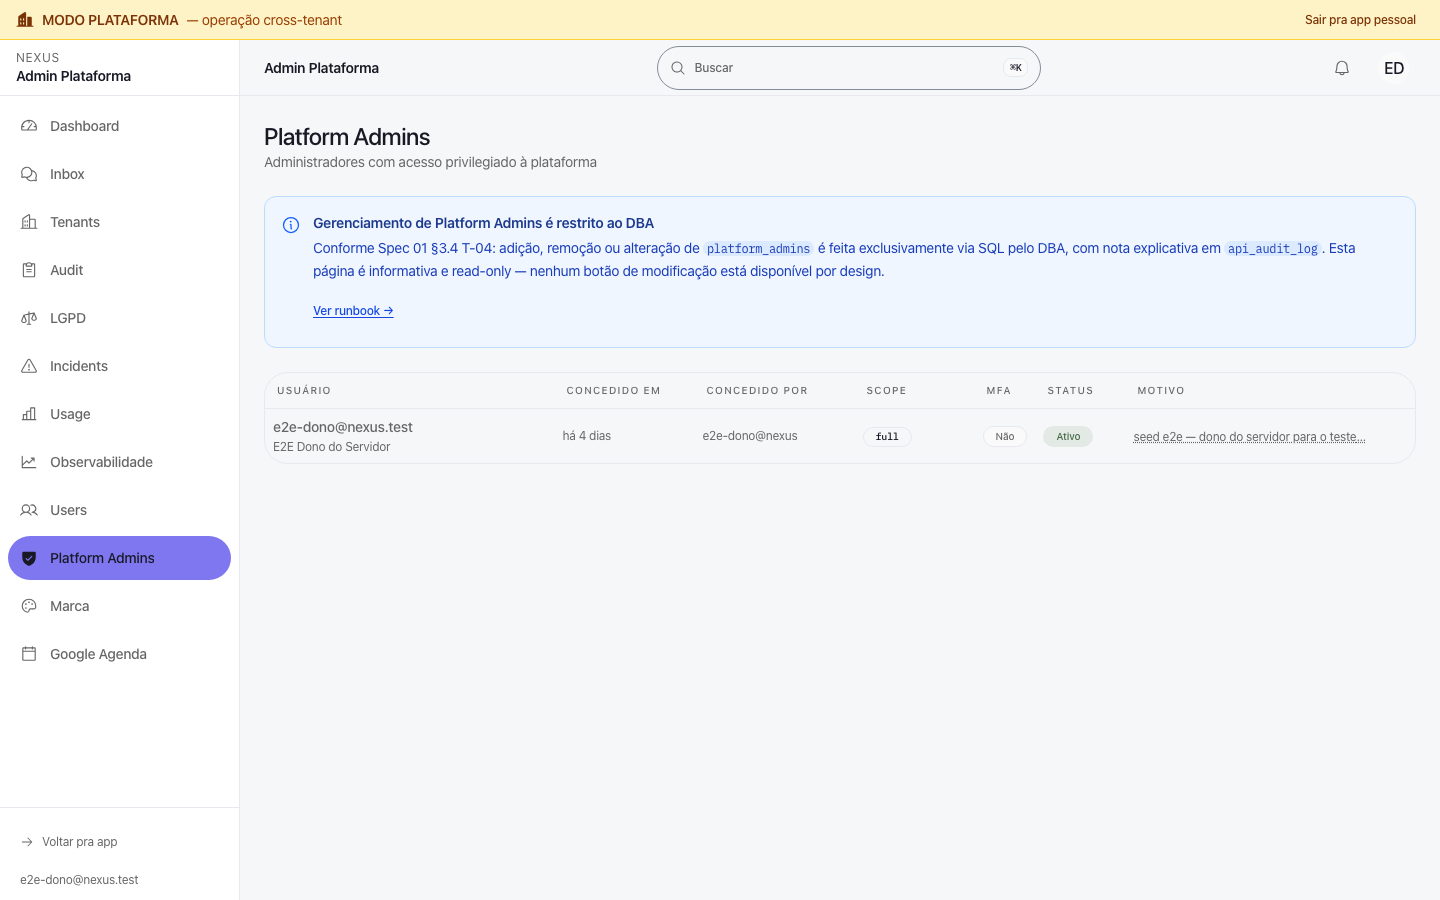 MODO PLATAFORMA — operação cross-tenant
Sair pra app pessoal
NEXUS
Admin Plataforma
Admin Plataforma
Buscar
⌘K
ED
Dashboard
Inbox
Tenants
Audit
LGPD
Incidents
Usage
Observabilidade
Users
Platform Admins
Marca
Google Agenda
Voltar pra app
e2e-dono@nexus.test
Platform Admins
Administradores com acesso privilegiado à plataforma
Gerenciamento de Platform Admins é restrito ao DBA
Conforme Spec 01 §3.4 T-04: adição, remoção ou alteração de platform_admins é feita exclusivamente via SQL pelo DBA, com nota explicativa em api_audit_log. Esta
página é informativa e read-only — nenhum botão de modificação está disponível por design.
Ver runbook →
USUÁRIO CONCEDIDO EM CONCEDIDO POR SCOPE MFA STATUS MOTIVO
e2e-dono@nexus.test
E2E Dono do Servidor
há 4 dias e2e-dono@nexus full Não Ativo seed e2e — dono do servidor para o teste…